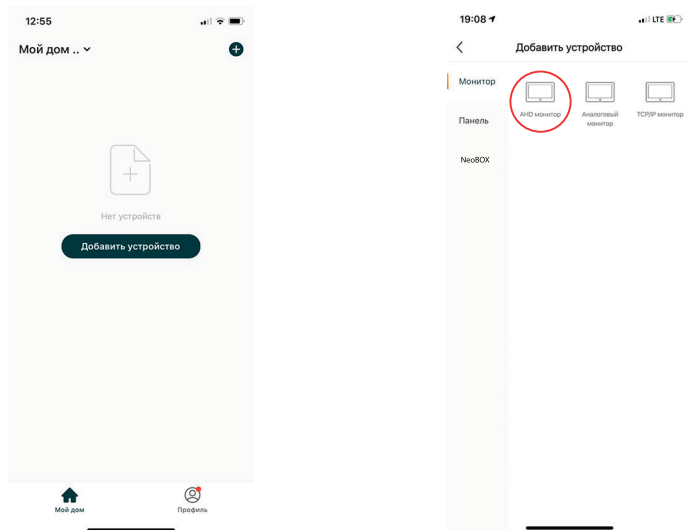 12:55
Мой дом ..
Нет устройств
Добавить устройство
Мой дом
Профиль
19:08
LTE
Добавить устройство
Монитор
Панель
NeoBOX
AHD монитор
Аналоговый
монитор
TCP/IP монитор